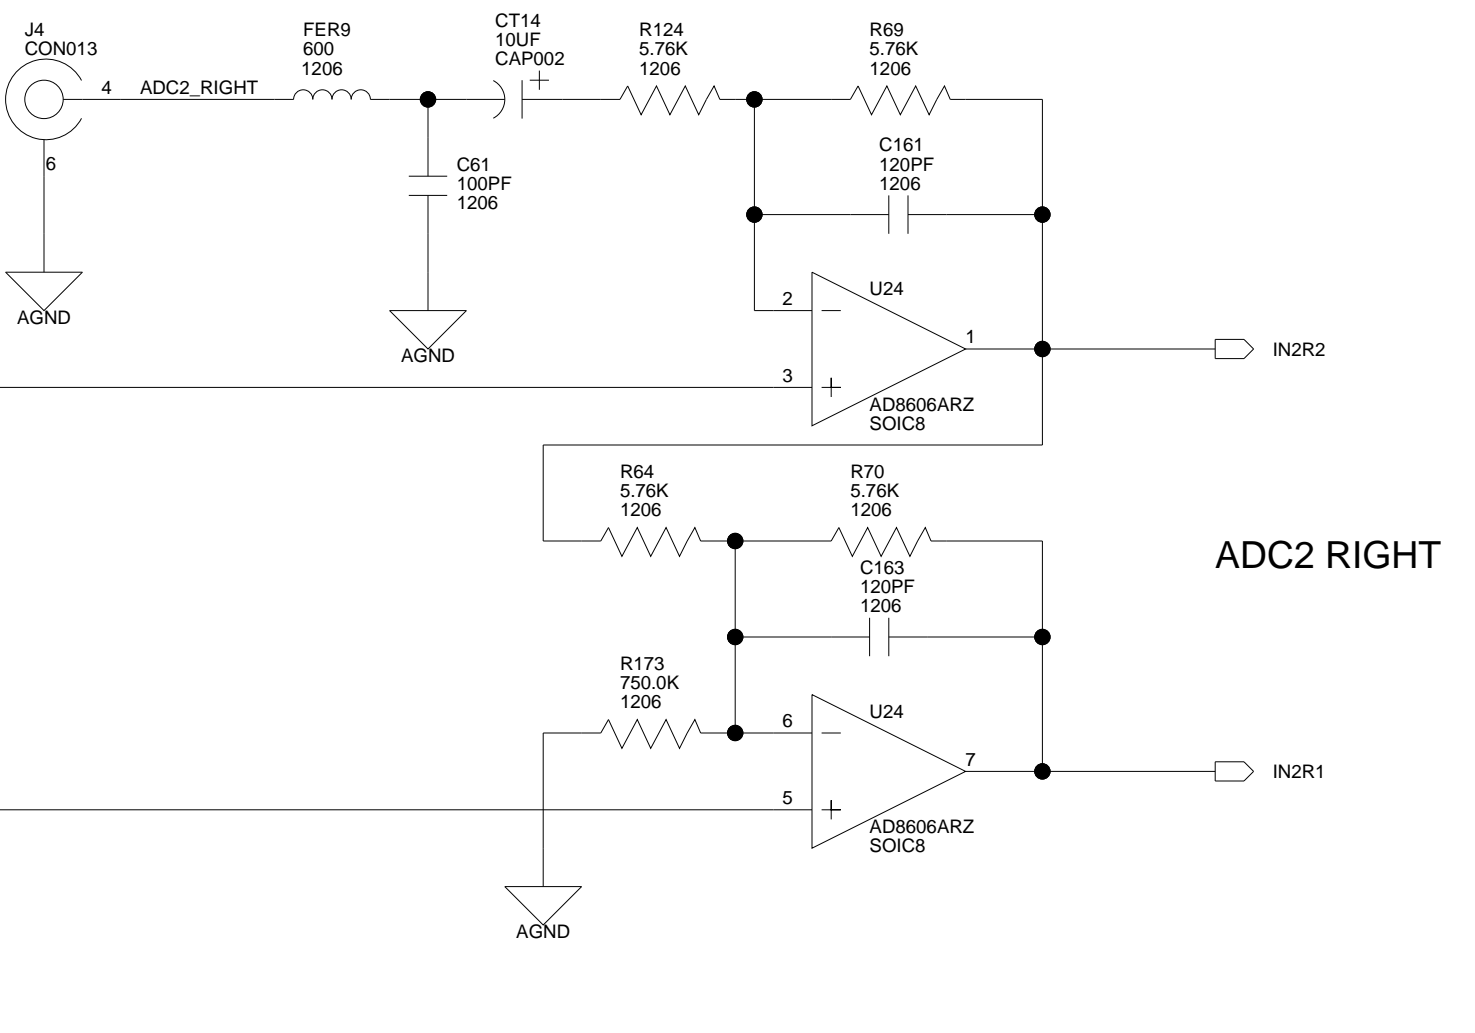 J4
CON013
4
ADC2_RIGHT
6
AGND
FER9
600
1206
C61
100PF
1206
AGND
CT14
10UF
CAP002
+
R124
5.76K
1206
R69
5.76K
1206
C161
120PF
1206
U24
2
3
1
AD8606ARZ
SOIC8
IN2R2
R64
5.76K
1206
R70
5.76K
1206
C163
120PF
1206
ADC2 RIGHT
R173
750.0K
1206
AGND
U24
6
5
7
AD8606ARZ
SOIC8
IN2R1